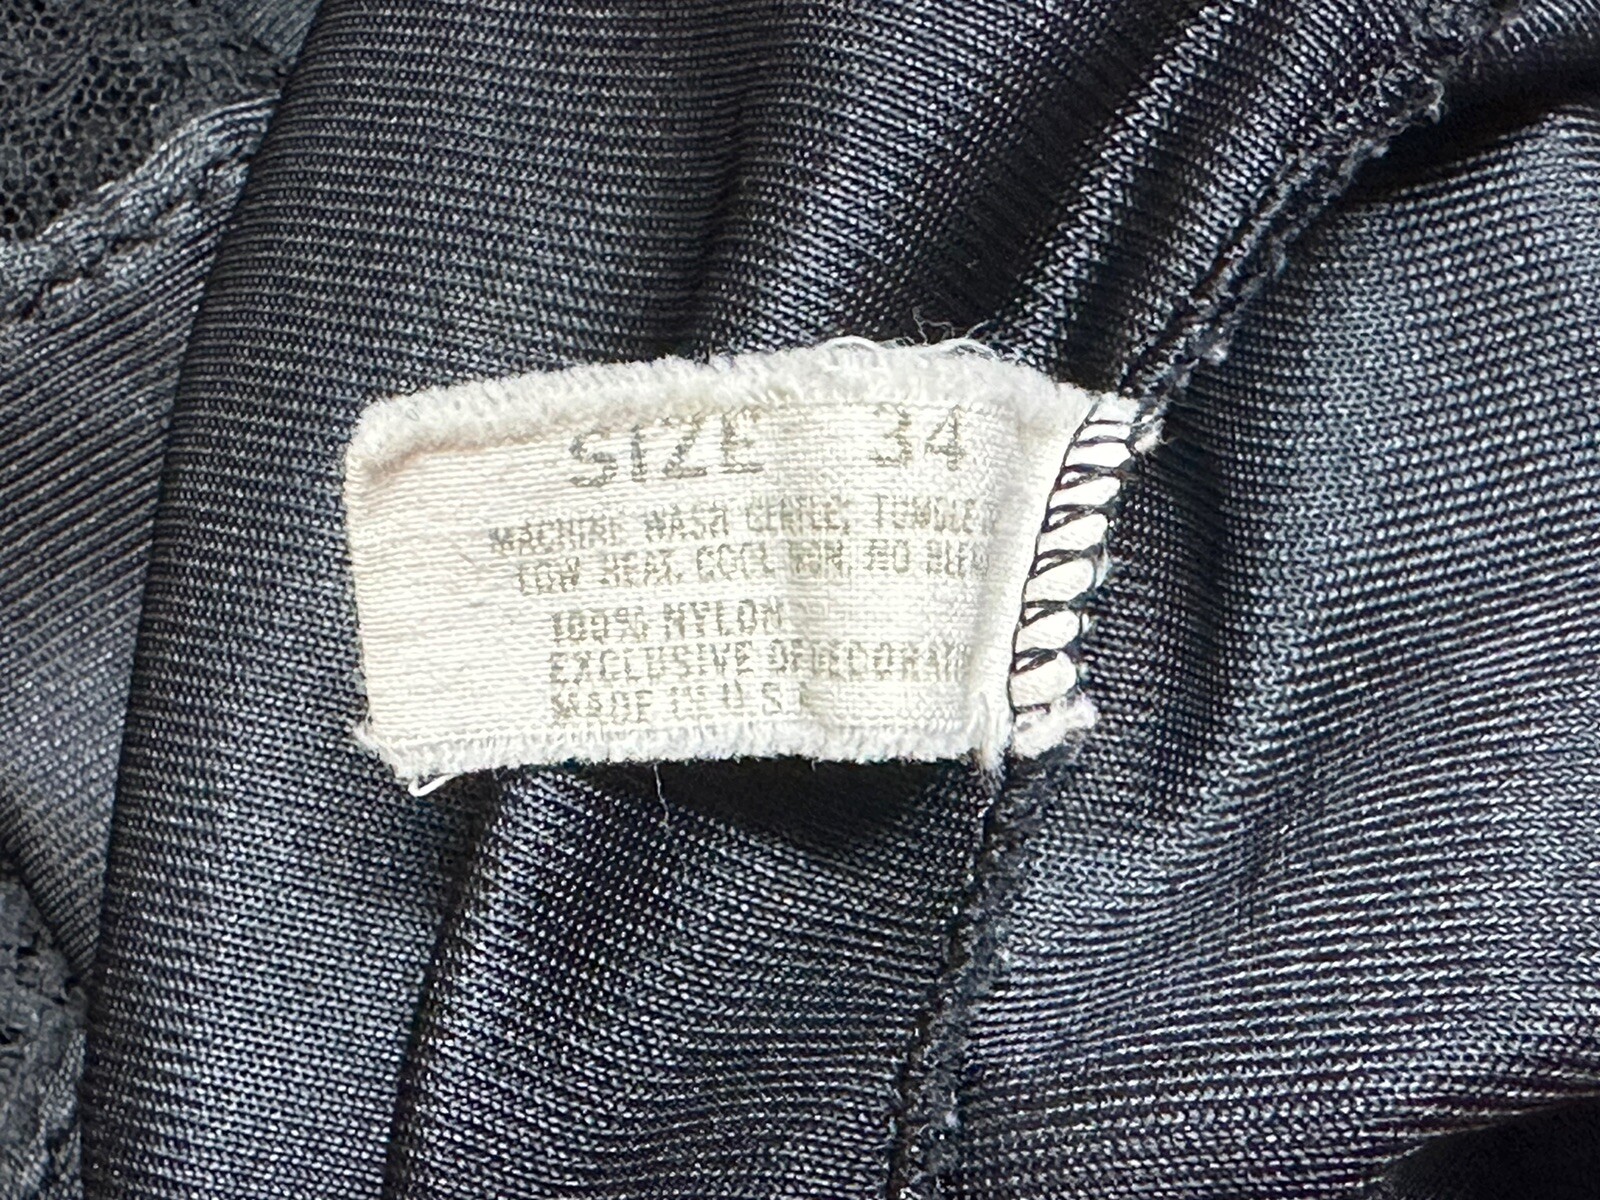 SIZE 34
MACHINE WASH GENTLE, TUMBLE
LOW HEAT, COOL IRON, NO BLEA
100% NYLON
EXCLUSIVE OF DECORATI
MADE IN U.S.